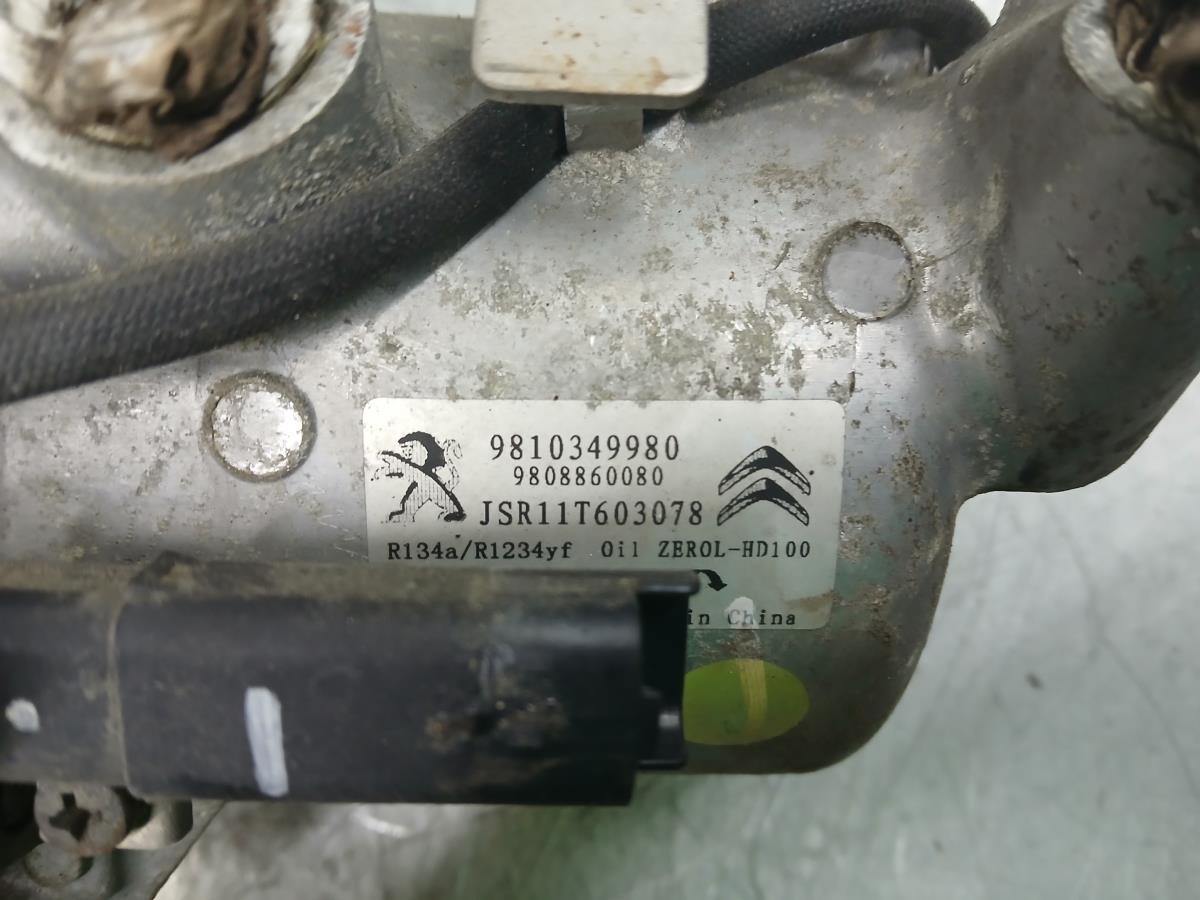 9810349980
9808860080
JSR11T603078
R134a/R1234yf Oil ZEROL-HD100
in China